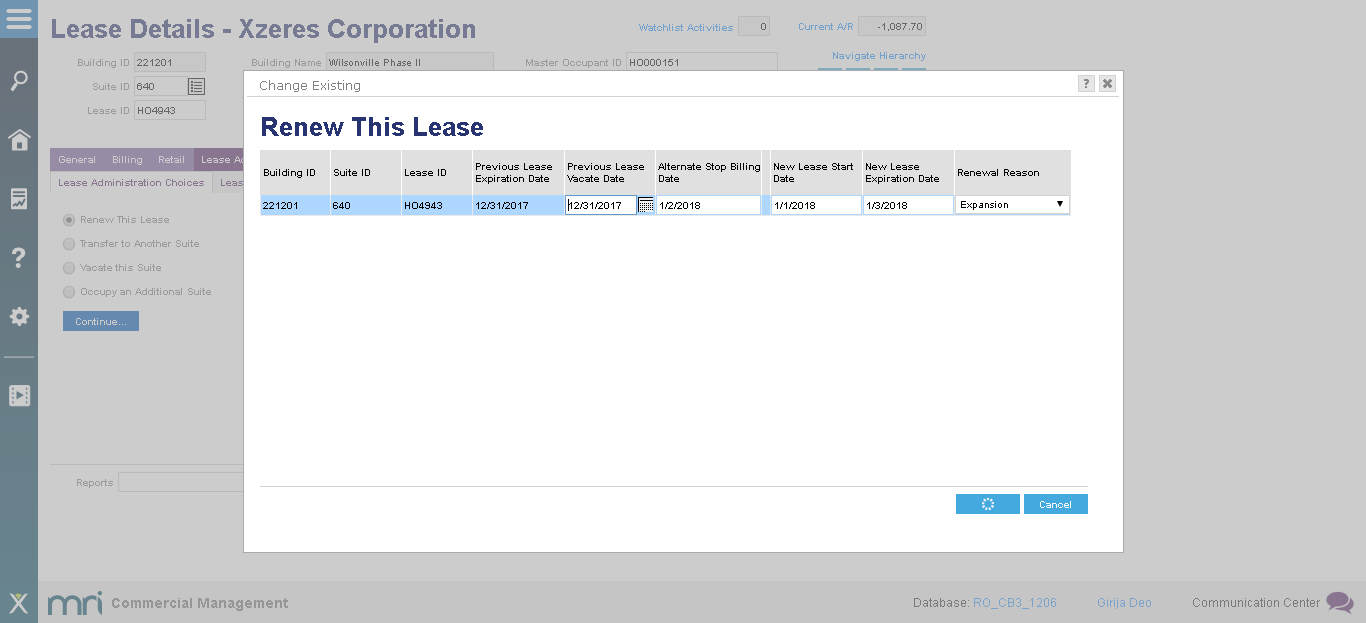 Lease Details - Xzeres Corporation
Watchlist Activities 0 Current A/R -1,087.70
Navigate Hierarchy
Building ID 221201 Building Name Wilsonville Phase II Master Occupant ID HO000151
Suite ID 640
Lease ID HO4943
General Billing Retail Lease Ad
Lease Administration Choices Leas
Renew This Lease
Transfer to Another Suite
Vacate this Suite
Occupy an Additional Suite
Continue...
Reports
Change Existing ?
Renew This Lease
Building ID Suite ID Lease ID Previous Lease Expiration Date Previous Lease Vacate Date Alternate Stop Billing Date New Lease Start Date New Lease Expiration Date Renewal Reason
221201 640 HO4943 12/31/2017 12/31/2017 1/2/2018 1/1/2018 1/3/2018 Expansion
Cancel
mri Commercial Management
Database: RO_CB3_1206 Girija Deo Communication Center